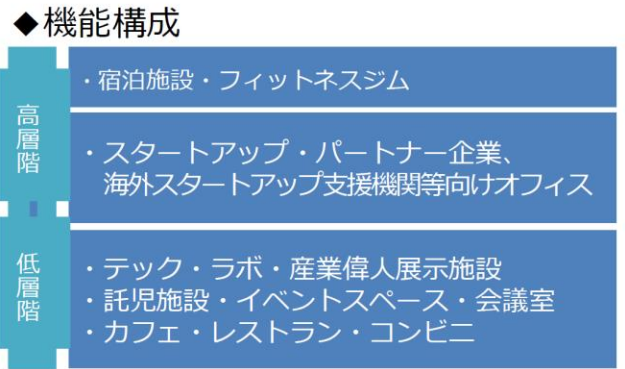 ◆機能構成
高層階
・宿泊施設・フィットネスジム
・スタートアップ・パートナー企業、
海外スタートアップ支援機関等向けオフィス
低層階
・テック・ラボ・産業偉人展示施設
・託児施設・イベントスペース・会議室
・カフェ・レストラン・コンビニ